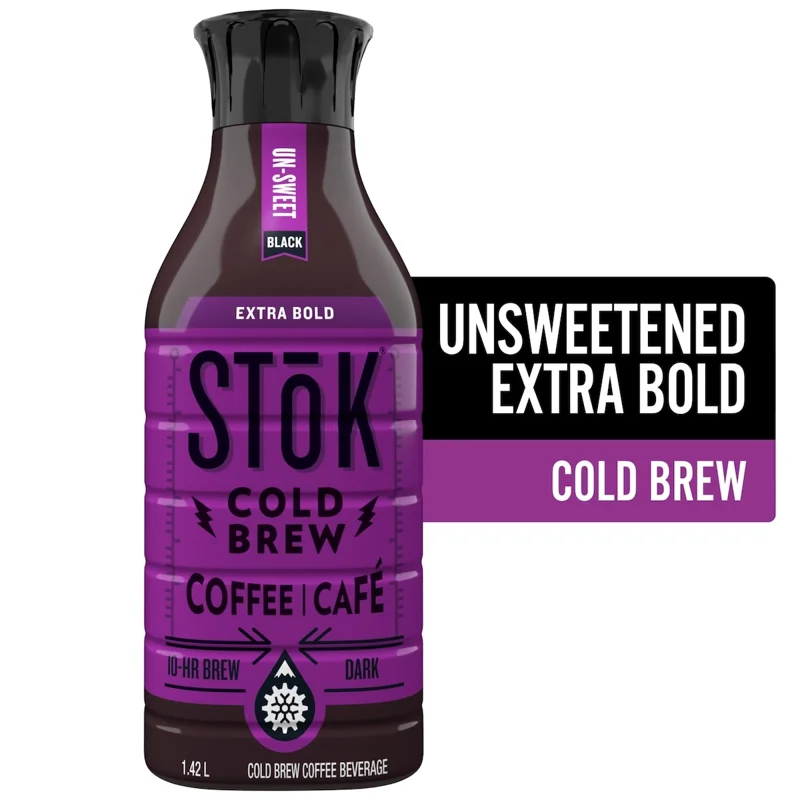 UN-SWEET
BLACK
EXTRA BOLD
STōK®
COLD
BREW
COFFEE | CAFÉ
10-HR BREW
DARK
1.42 L
COLD BREW COFFEE BEVERAGE
UNSWEETENED
EXTRA BOLD
COLD BREW